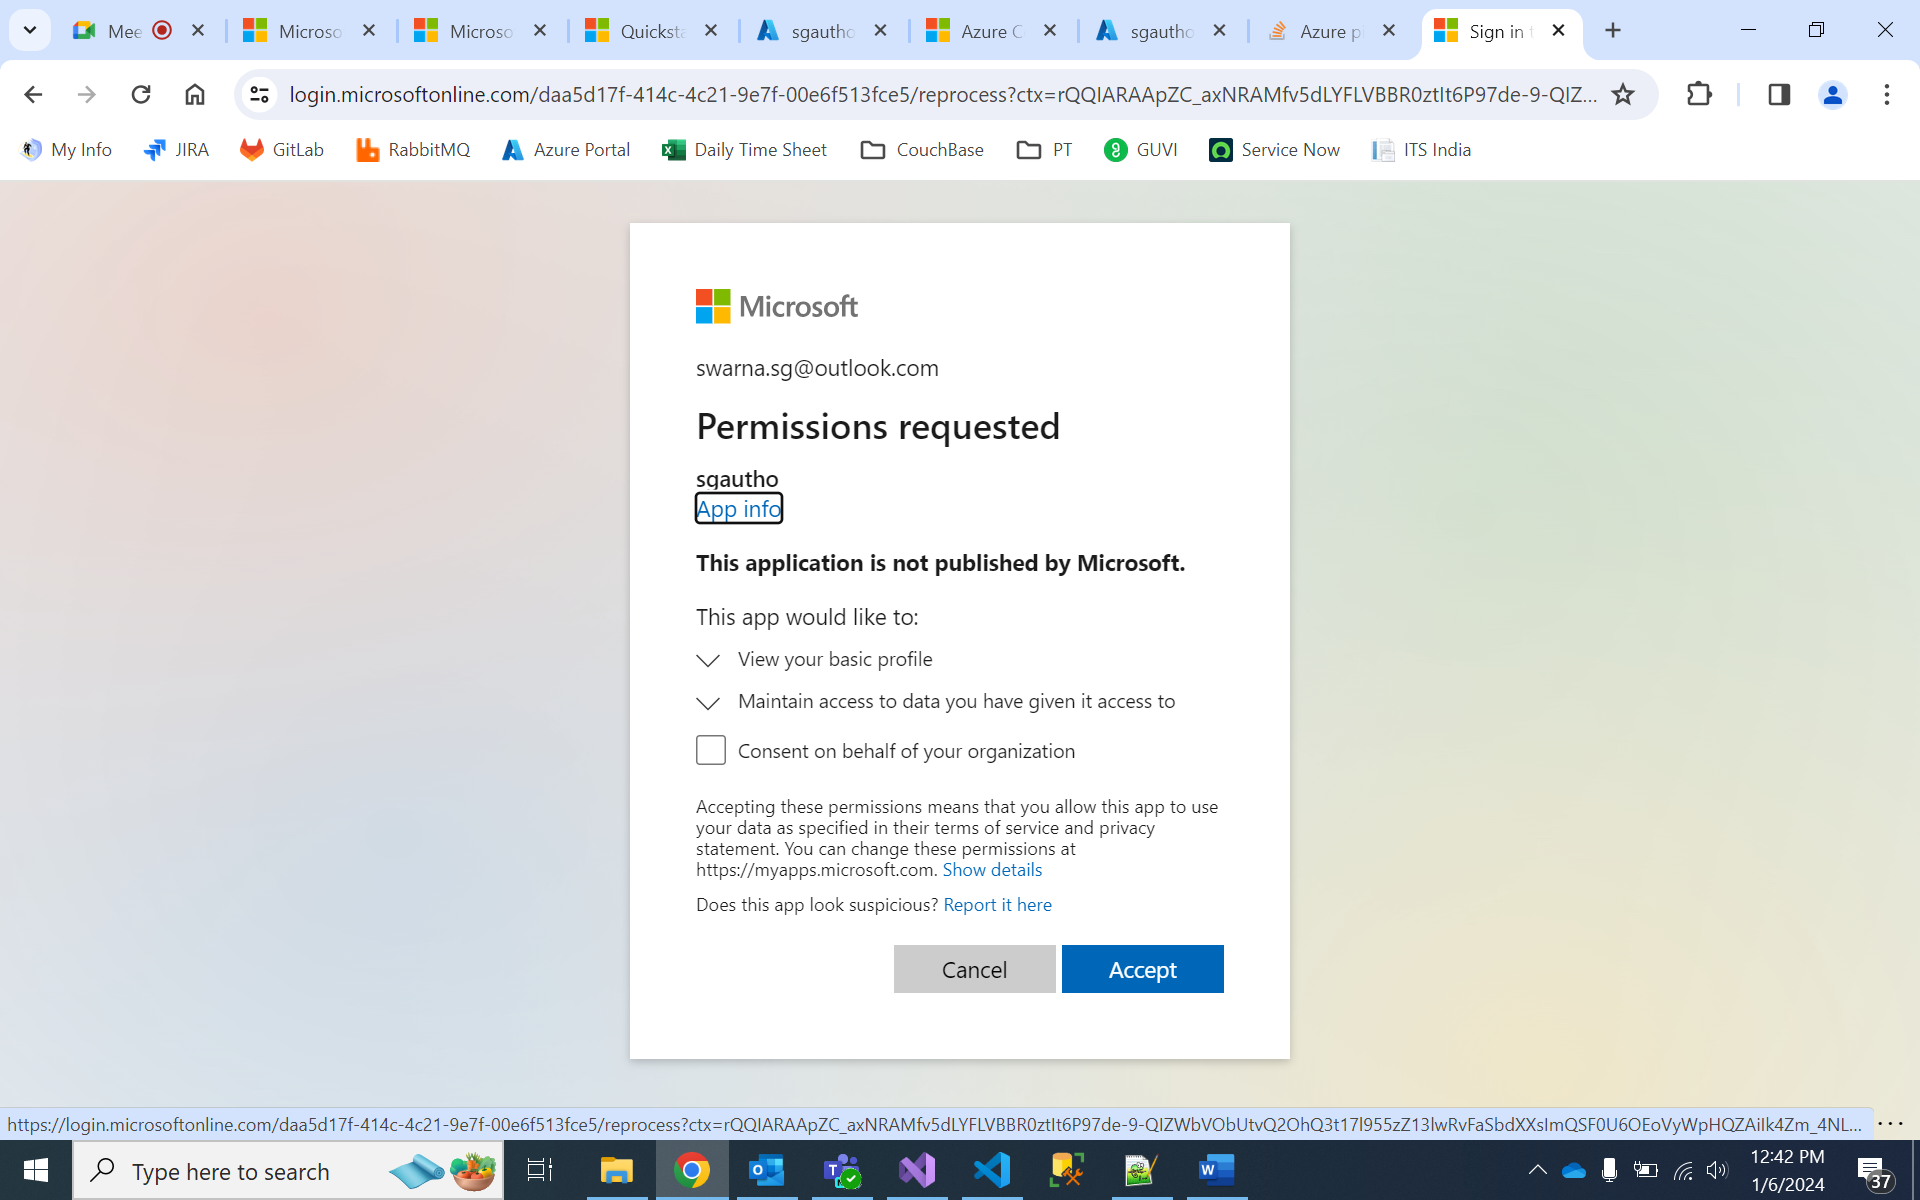 Mee
Microso
Microso
Quicksta
sgautho
Azure C
sgautho
Azure p
Sign in t
login.microsoftonline.com/daa5d17f-414c-4c21-9e7f-00e6f513fce5/reprocess?ctx=rQQIARAApZC_axNRAMfv5dLYFLVBBR0ztIt6P97de-9-QIZ...
My Info
JIRA
GitLab
RabbitMQ
Azure Portal
Daily Time Sheet
CouchBase
PT
GUVI
Service Now
ITS India
Microsoft
swarna.sg@outlook.com
Permissions requested
sgautho
App info
This application is not published by Microsoft.
This app would like to:
View your basic profile
Maintain access to data you have given it access to
Consent on behalf of your organization
Accepting these permissions means that you allow this app to use
your data as specified in their terms of service and privacy
statement. You can change these permissions at
https://myapps.microsoft.com. Show details
Does this app look suspicious? Report it here
Cancel
Accept
https://login.microsoftonline.com/daa5d17f-414c-4c21-9e7f-00e6f513fce5/reprocess?ctx=rQQIARAApZC_axNRAMfv5dLYFLVBBR0ztIt6P97de-9-QIZWbVObUtvQ2OhQ3t17l955zZ13lwRvFaSbdXXsImQSF0U6OEoVyWpHQZAiIk4Zm_4NL...
Type here to search
12:42 PM
1/6/2024
37